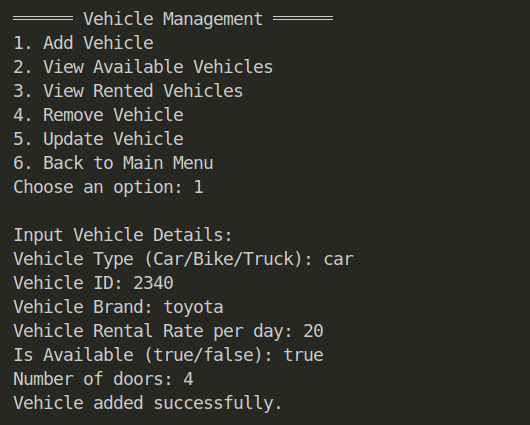 ══════ Vehicle Management ══════
1. Add Vehicle
2. View Available Vehicles
3. View Rented Vehicles
4. Remove Vehicle
5. Update Vehicle
6. Back to Main Menu
Choose an option: 1
Input Vehicle Details:
Vehicle Type (Car/Bike/Truck): car
Vehicle ID: 2340
Vehicle Brand: toyota
Vehicle Rental Rate per day: 20
Is Available (true/false): true
Number of doors: 4
Vehicle added successfully.